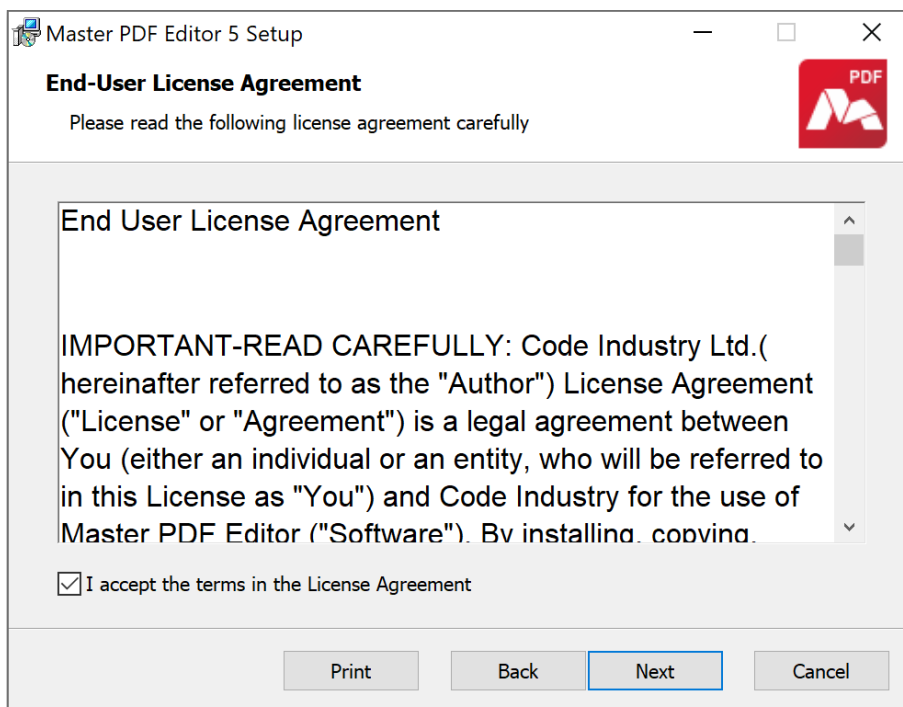 Master PDF Editor 5 Setup
End-User License Agreement
Please read the following license agreement carefully
PDF
End User License Agreement
IMPORTANT-READ CAREFULLY: Code Industry Ltd.(
hereinafter referred to as the "Author") License Agreement
("License" or "Agreement") is a legal agreement between
You (either an individual or an entity, who will be referred to
in this License as "You") and Code Industry for the use of
Master PDF Editor ("Software"). By installing, copying,
I accept the terms in the License Agreement
Print
Back
Next
Cancel